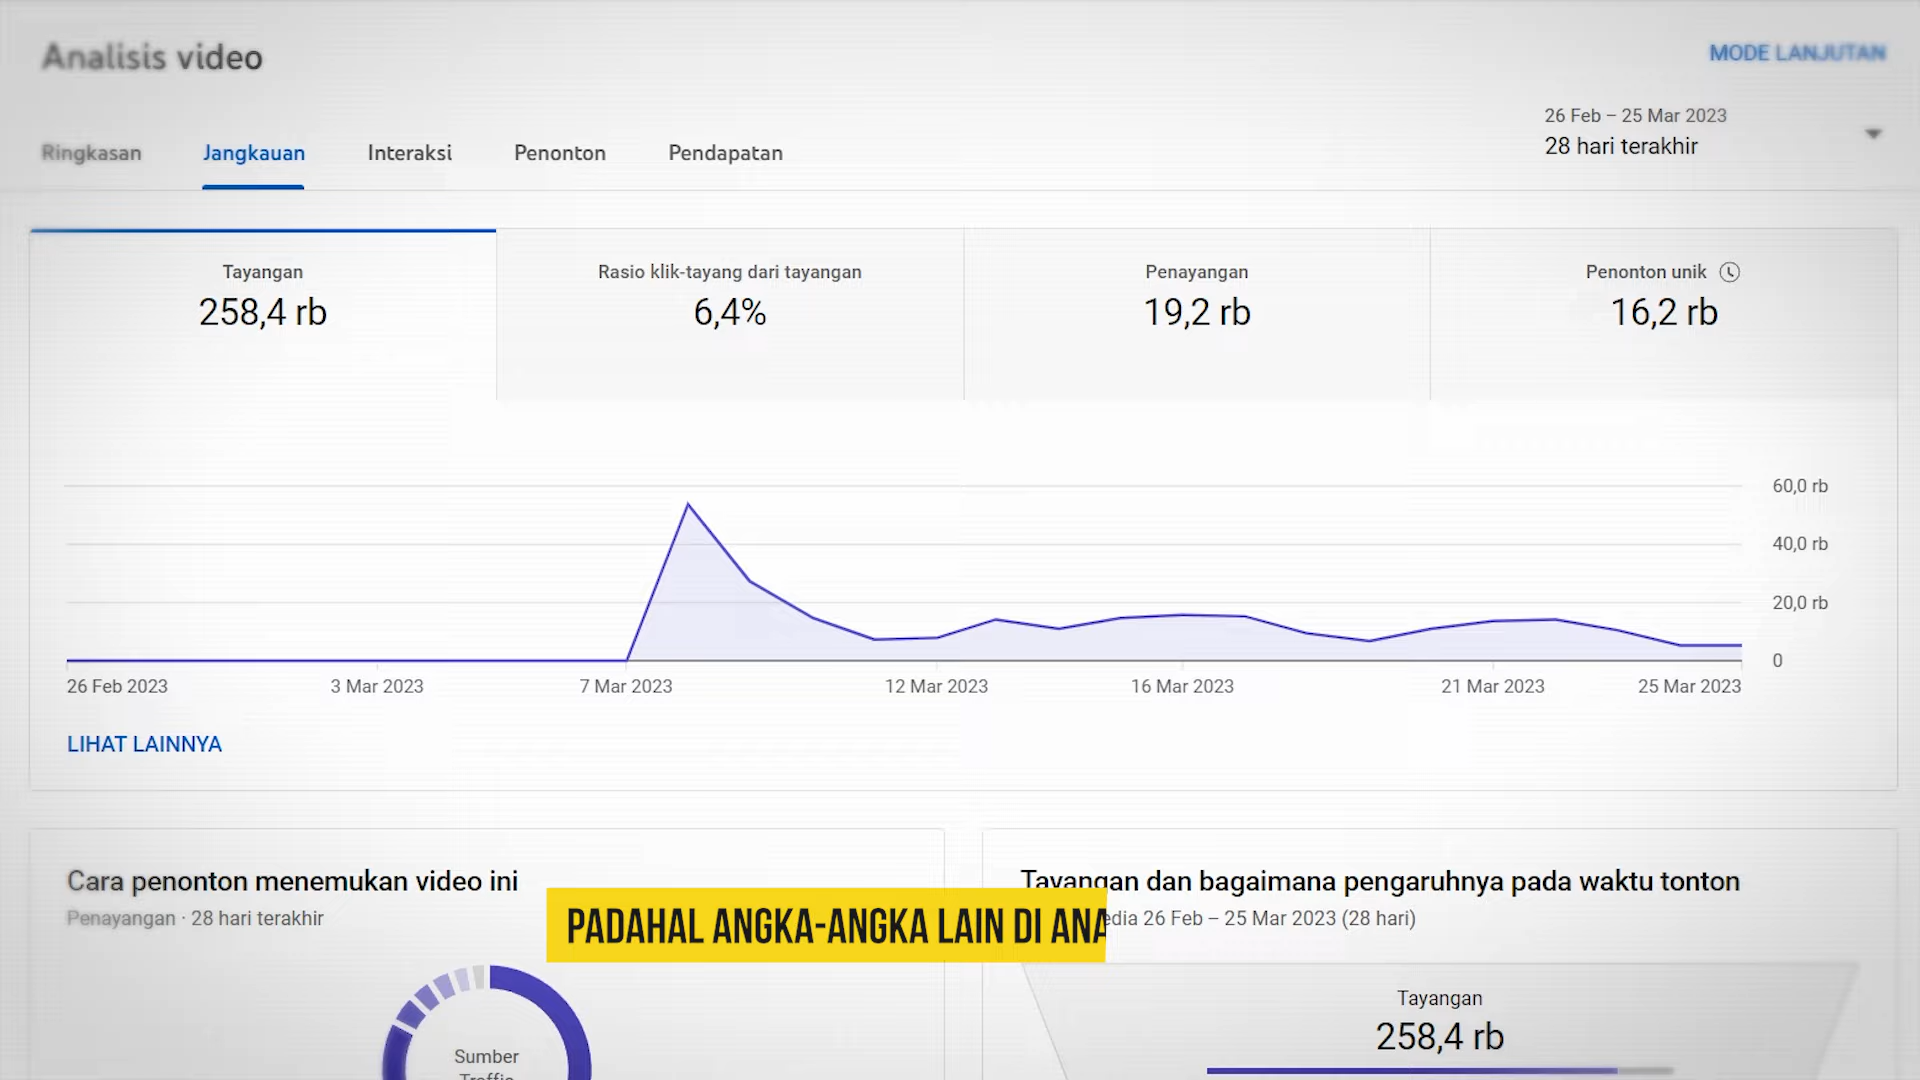 Analisis video
MODE LANJUTAN
26 Feb – 25 Mar 2023
28 hari terakhir
Ringkasan
Jangkauan
Interaksi
Penonton
Pendapatan
Tayangan
258,4 rb
Rasio klik-tayang dari tayangan
6,4%
Penayangan
19,2 rb
Penonton unik
16,2 rb
60,0 rb
40,0 rb
20,0 rb
0
26 Feb 2023
3 Mar 2023
7 Mar 2023
12 Mar 2023
16 Mar 2023
21 Mar 2023
25 Mar 2023
LIHAT LAINNYA
Cara penonton menemukan video ini
Penayangan · 28 hari terakhir
Sumber
Tayangan dan bagaimana pengaruhnya pada waktu tonton
26 Feb – 25 Mar 2023 (28 hari)
Tayangan
258,4 rb
PADAHAL ANGKA-ANGKA LAIN DI ANA